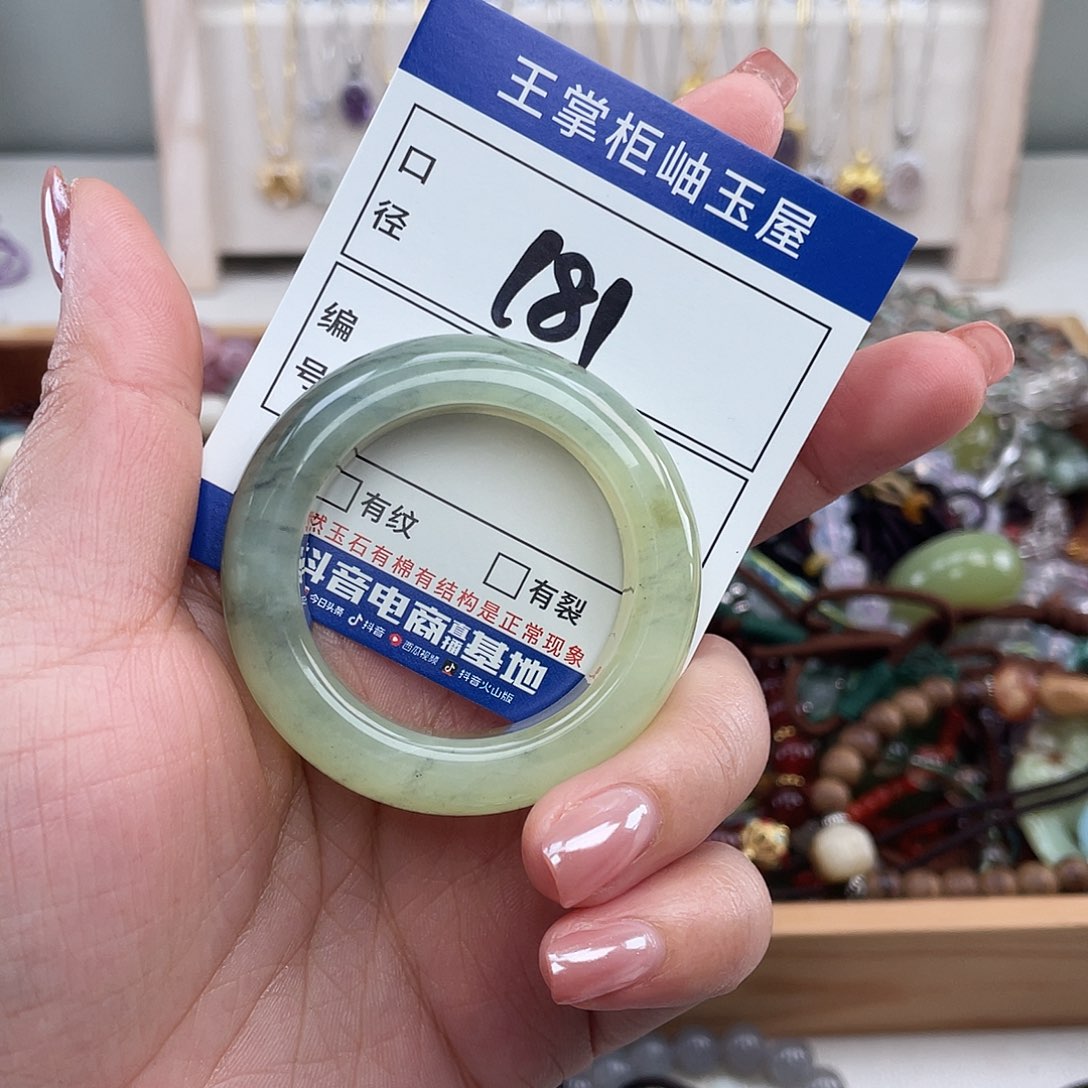 王掌柜岫玉屋
口径
181
编号
有纹
有裂
然玉石有棉有结构是正常现象
抖音电商直播基地
今日头条 抖音 西瓜视频 抖音火山版